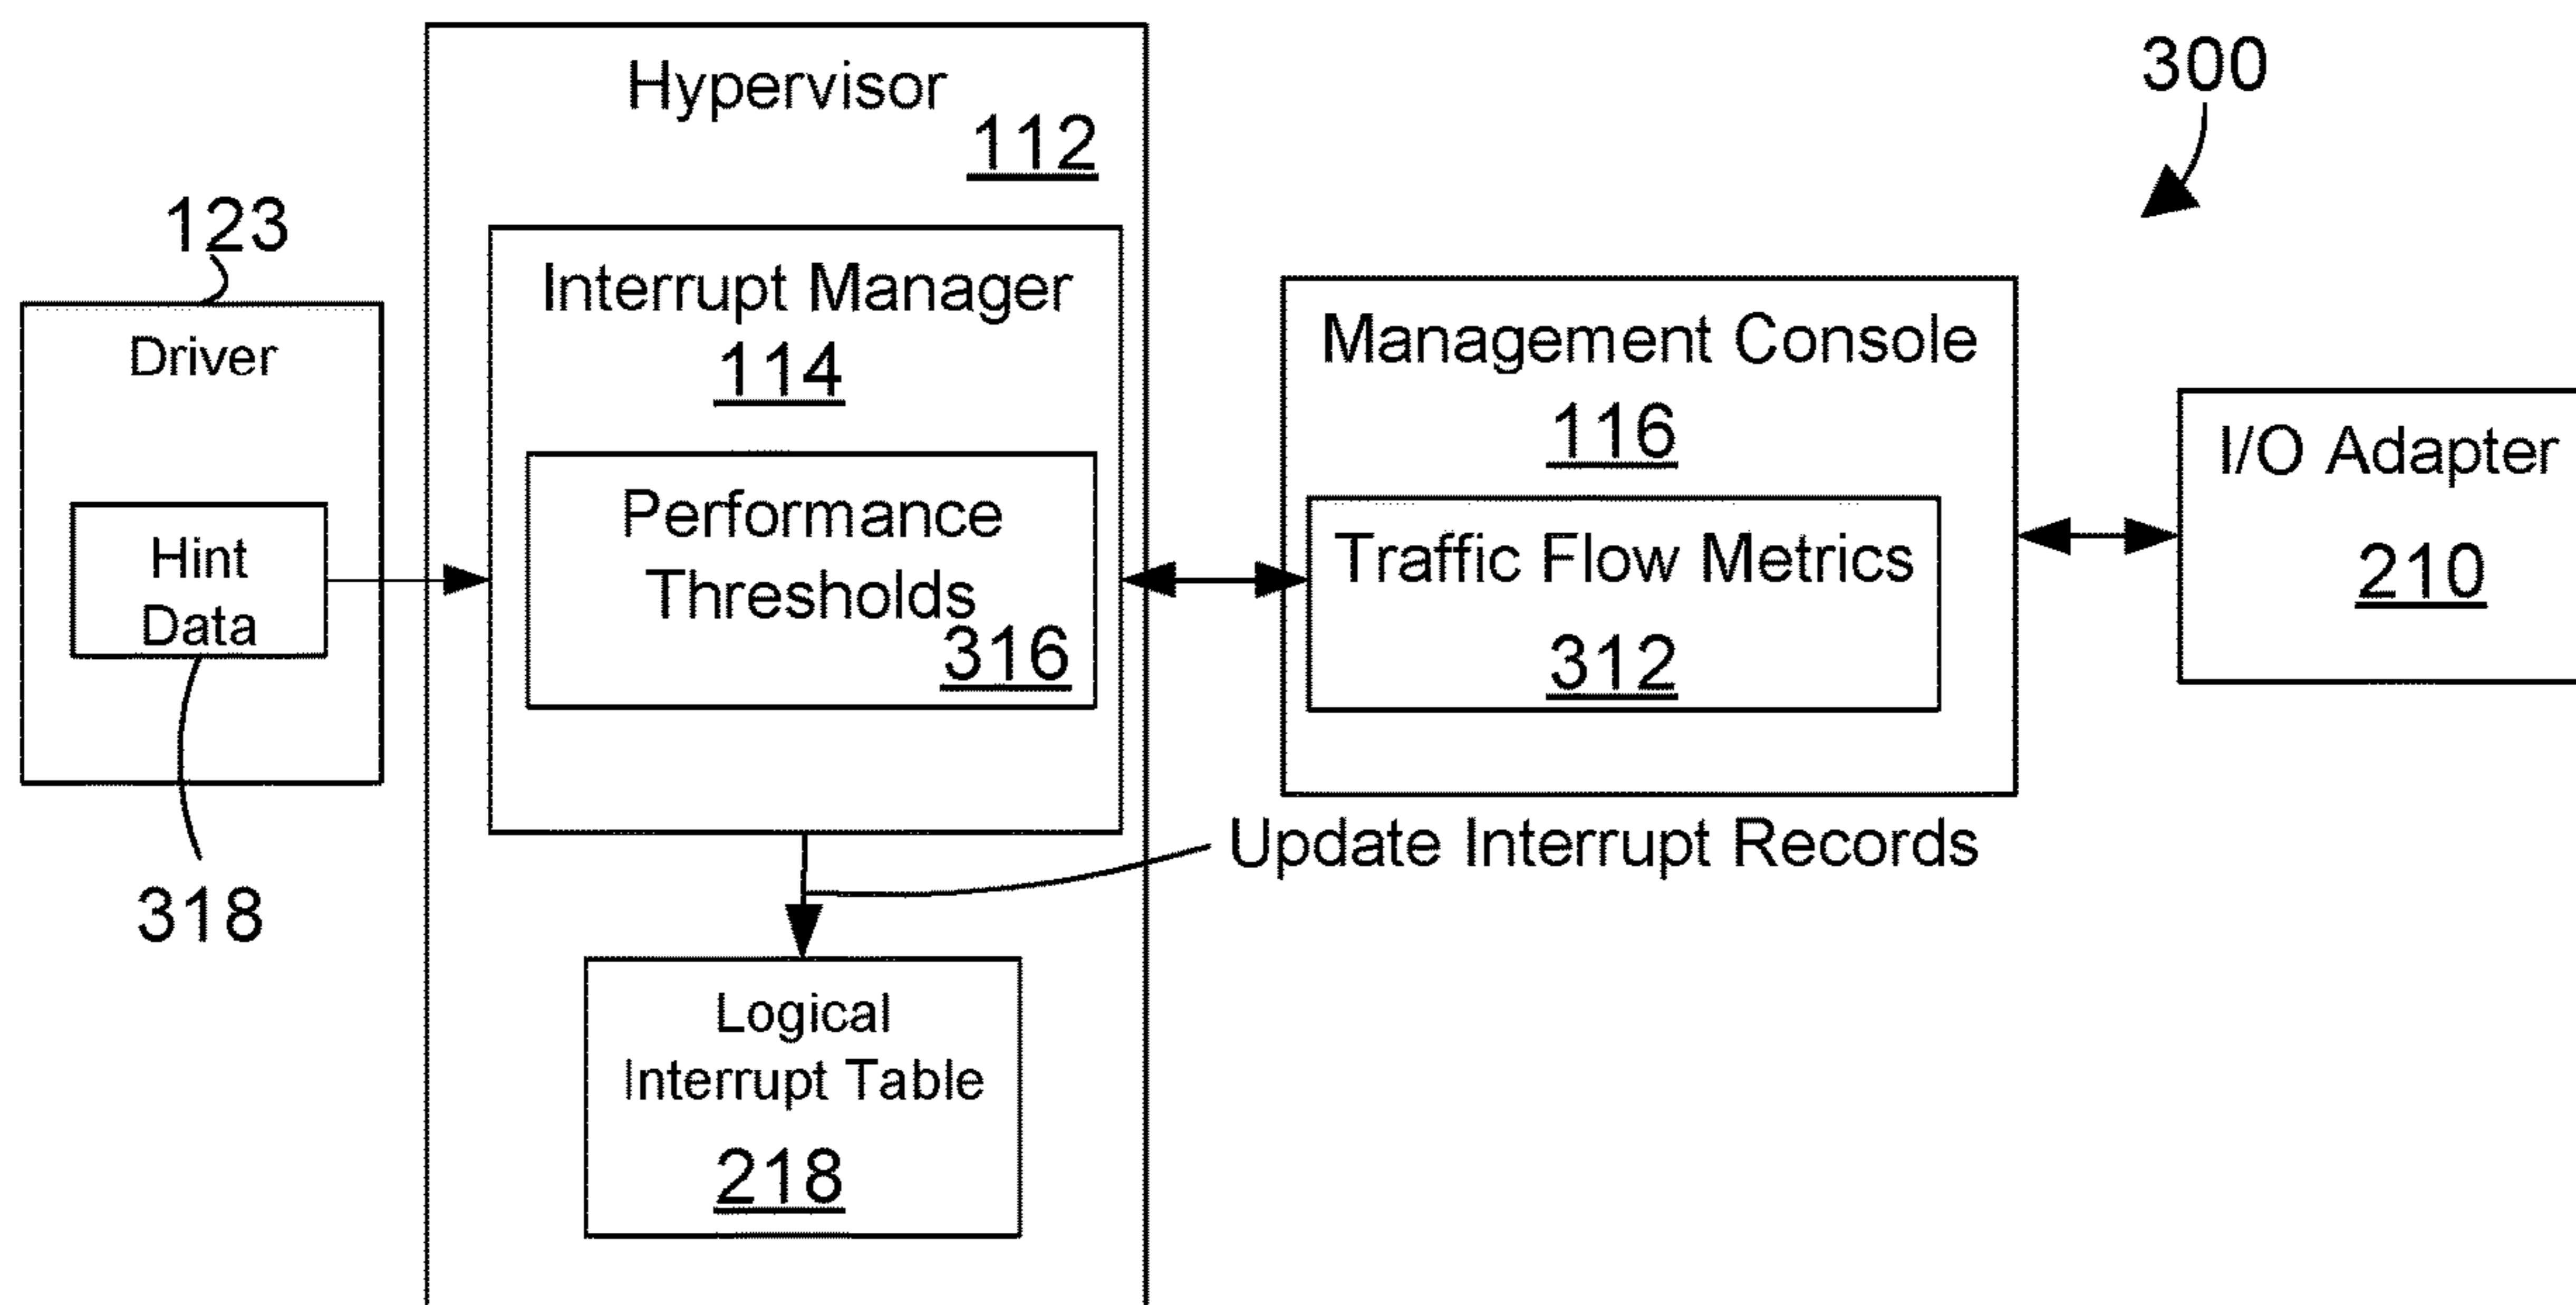 300
Hypervisor
112
123
Driver
Hint
Data
318
Interrupt Manager
114
Performance
Thresholds
316
Management Console
116
Traffic Flow Metrics
312
I/O Adapter
210
Update Interrupt Records
Logical
Interrupt Table
218